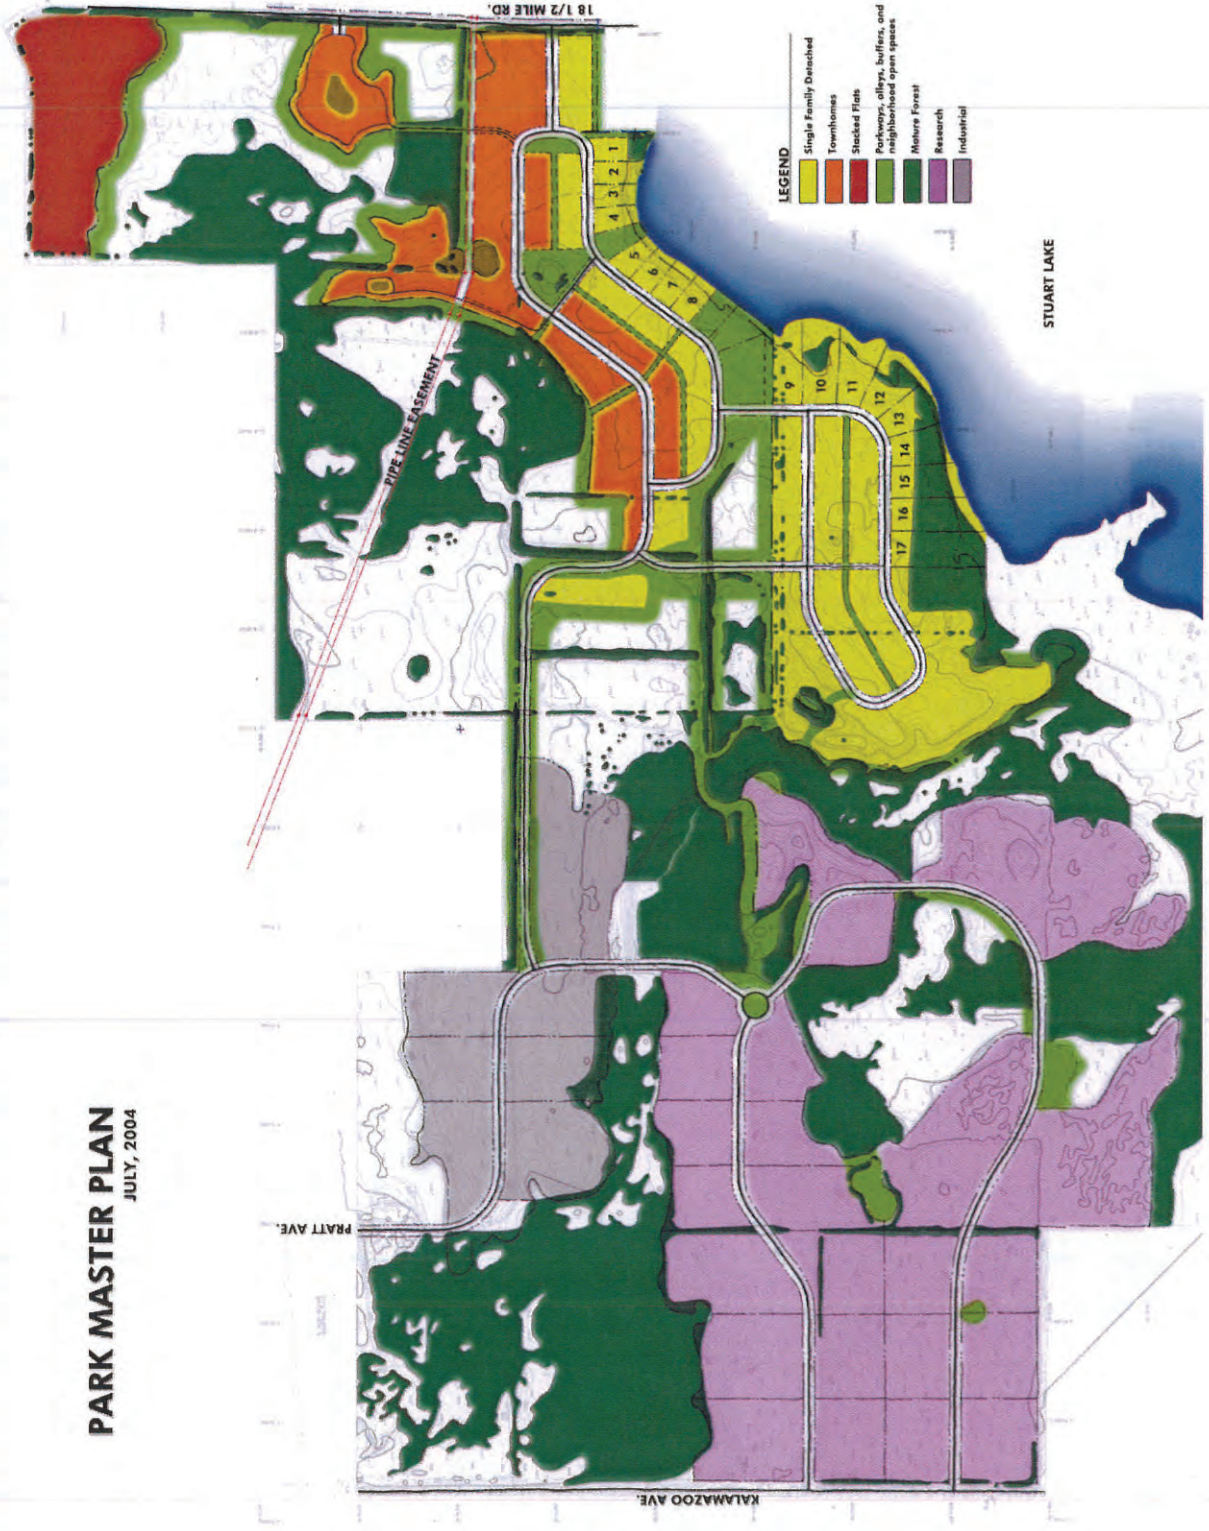 PARK MASTER PLAN
JULY, 2004
18 1/2 MILE RD.
PIPE LINE EASEMENT
PRATT AVE.
KALAMAZOO AVE.
STUART LAKE
LEGEND
Single Family Detached
Townhomes
Stacked Flats
Parkways, alleys, buffers, and
neighborhood open spaces
Mature Forest
Research
Industrial
1
2
3
4
5
6
7
8
9
10
11
12
13
14
15
16
17